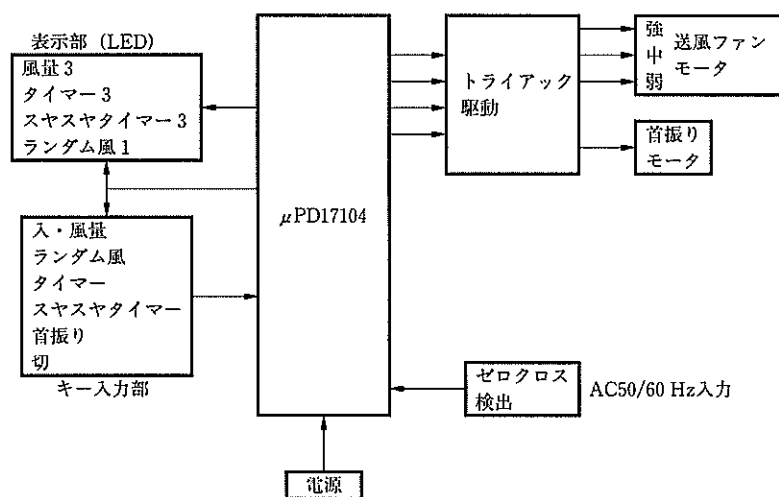 表示部 (LED)
風量3
タイマー3
スヤスヤタイマー3
ランダム風1
入・風量
ランダム風
タイマー
スヤスヤタイマー
首振り
切
キー入力部
μPD17104
電源
トライアック
駆動
強
中
弱
送風ファン
モータ
首振り
モータ
ゼロクロス
検出
AC50/60 Hz入力